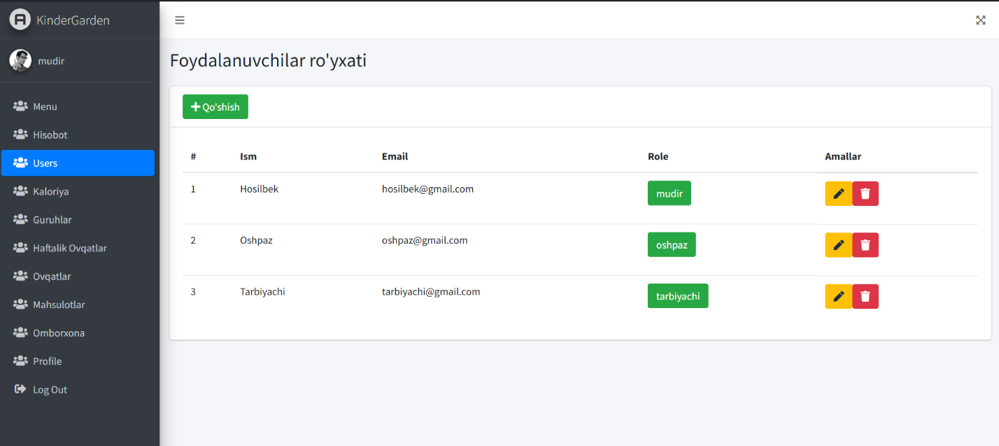 KinderGarden
mudir
Menu
Hisobot
Users
Kaloriya
Guruhlar
Haftalik Ovqatlar
Ovqatlar
Mahsulotlar
Omborxona
Profile
Log Out
Foydalanuvchilar ro'yxati
Qo'shish
# Ism Email Role Amallar
1 Hosilbek hosilbek@gmail.com mudir
2 Oshpaz oshpaz@gmail.com oshpaz
3 Tarbiyachi tarbiyachi@gmail.com tarbiyachi